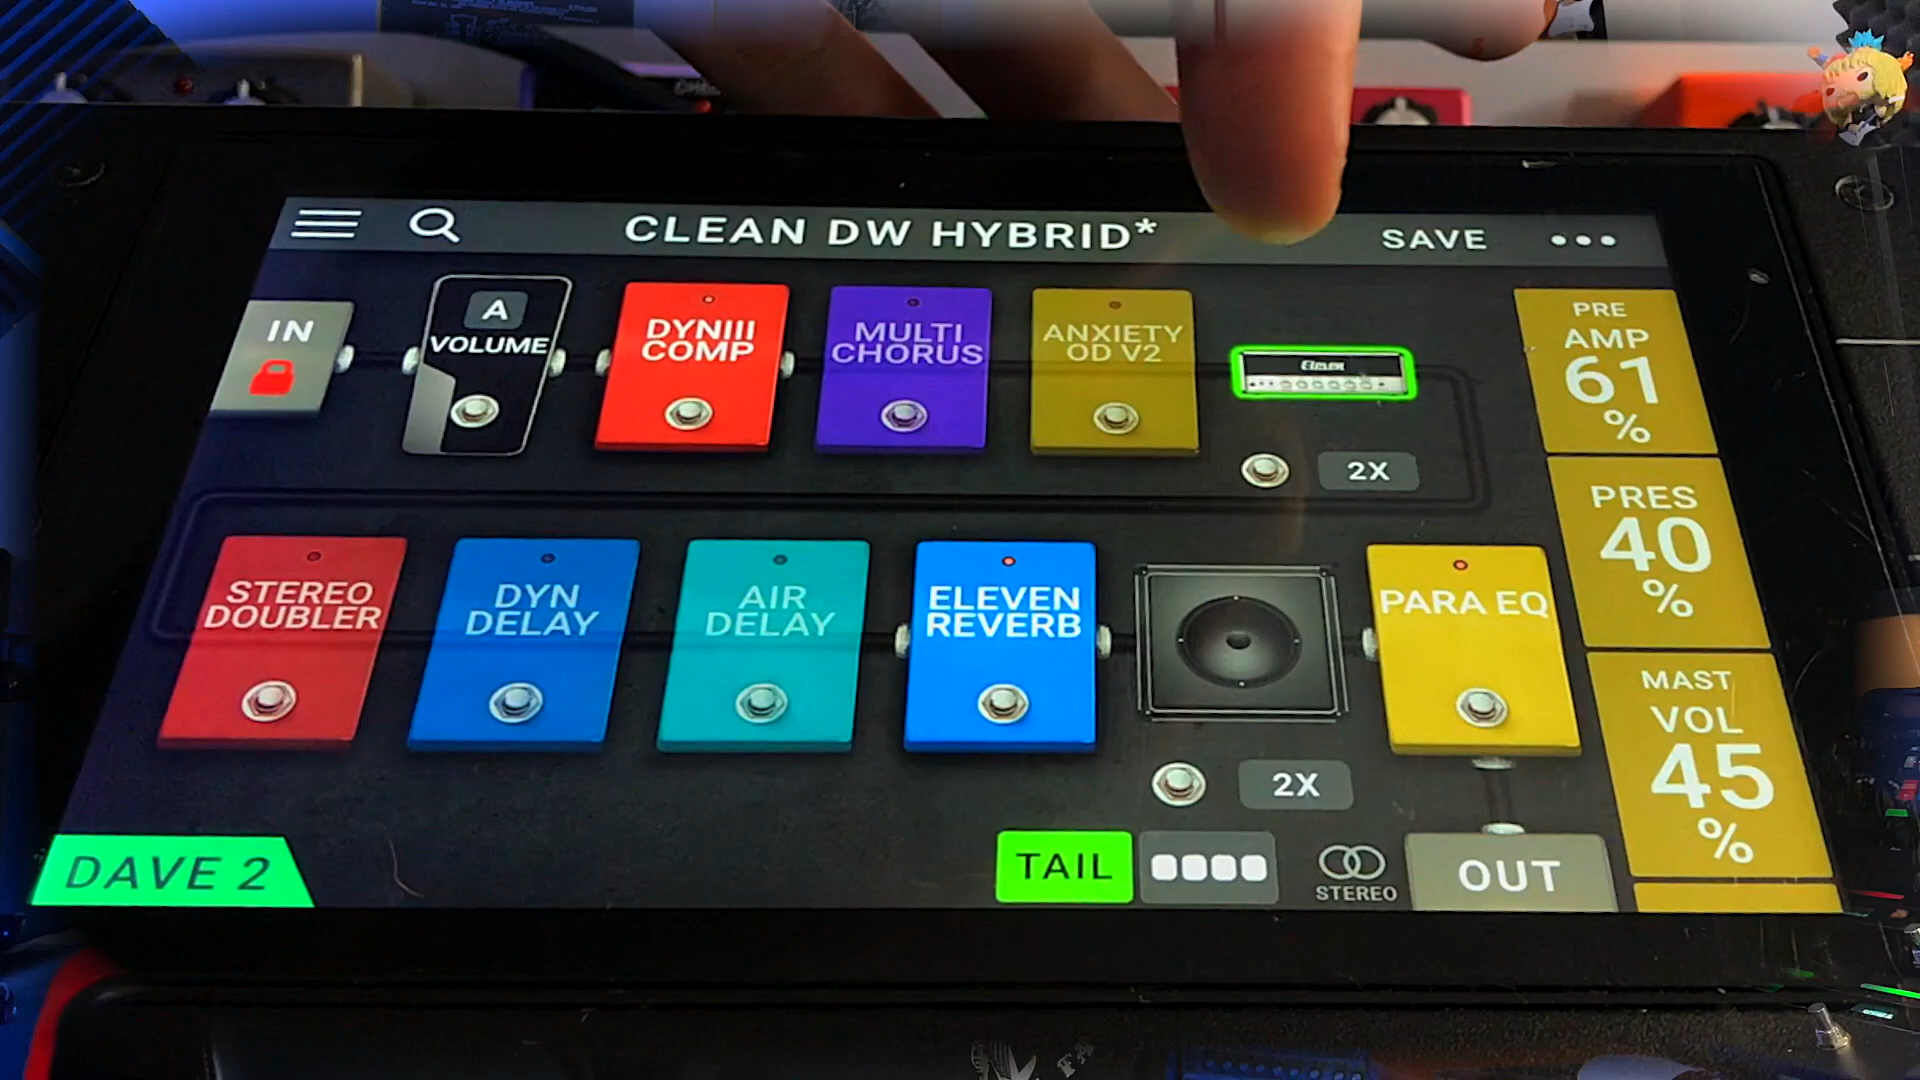 CLEAN DW HYBRID*
SAVE
IN
A
VOLUME
DYNIII
COMP
MULTI
CHORUS
ANXIETY
OD V2
Eleven
2X
PRE
AMP
61
%
PRES
40
%
MAST
VOL
45
%
STEREO
DOUBLER
DYN
DELAY
AIR
DELAY
ELEVEN
REVERB
PARA EQ
2X
DAVE 2
TAIL
STEREO
OUT